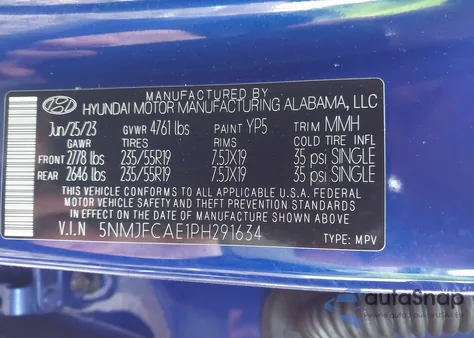 MANUFACTURED BY
HYUNDAI MOTOR MANUFACTURING ALABAMA, LLC
Jun/25/23 GVWR 4761 lbs PAINT YP5 TRIM MMH
GAWR TIRES RIMS COLD TIRE INFL
FRONT 2778 lbs 235/55R19 7.5JX19 35 psi SINGLE
REAR 2646 lbs 235/55R19 7.5JX19 35 psi SINGLE
THIS VEHICLE CONFORMS TO ALL APPLICABLE U.S.A. FEDERAL
MOTOR VEHICLE SAFETY AND THEFT PREVENTION STANDARDS
IN EFFECT ON THE DATE OF MANUFACTURE SHOWN ABOVE.
V.I.N 5NMJFCAE1PH291634 TYPE: MPV
autoSnap